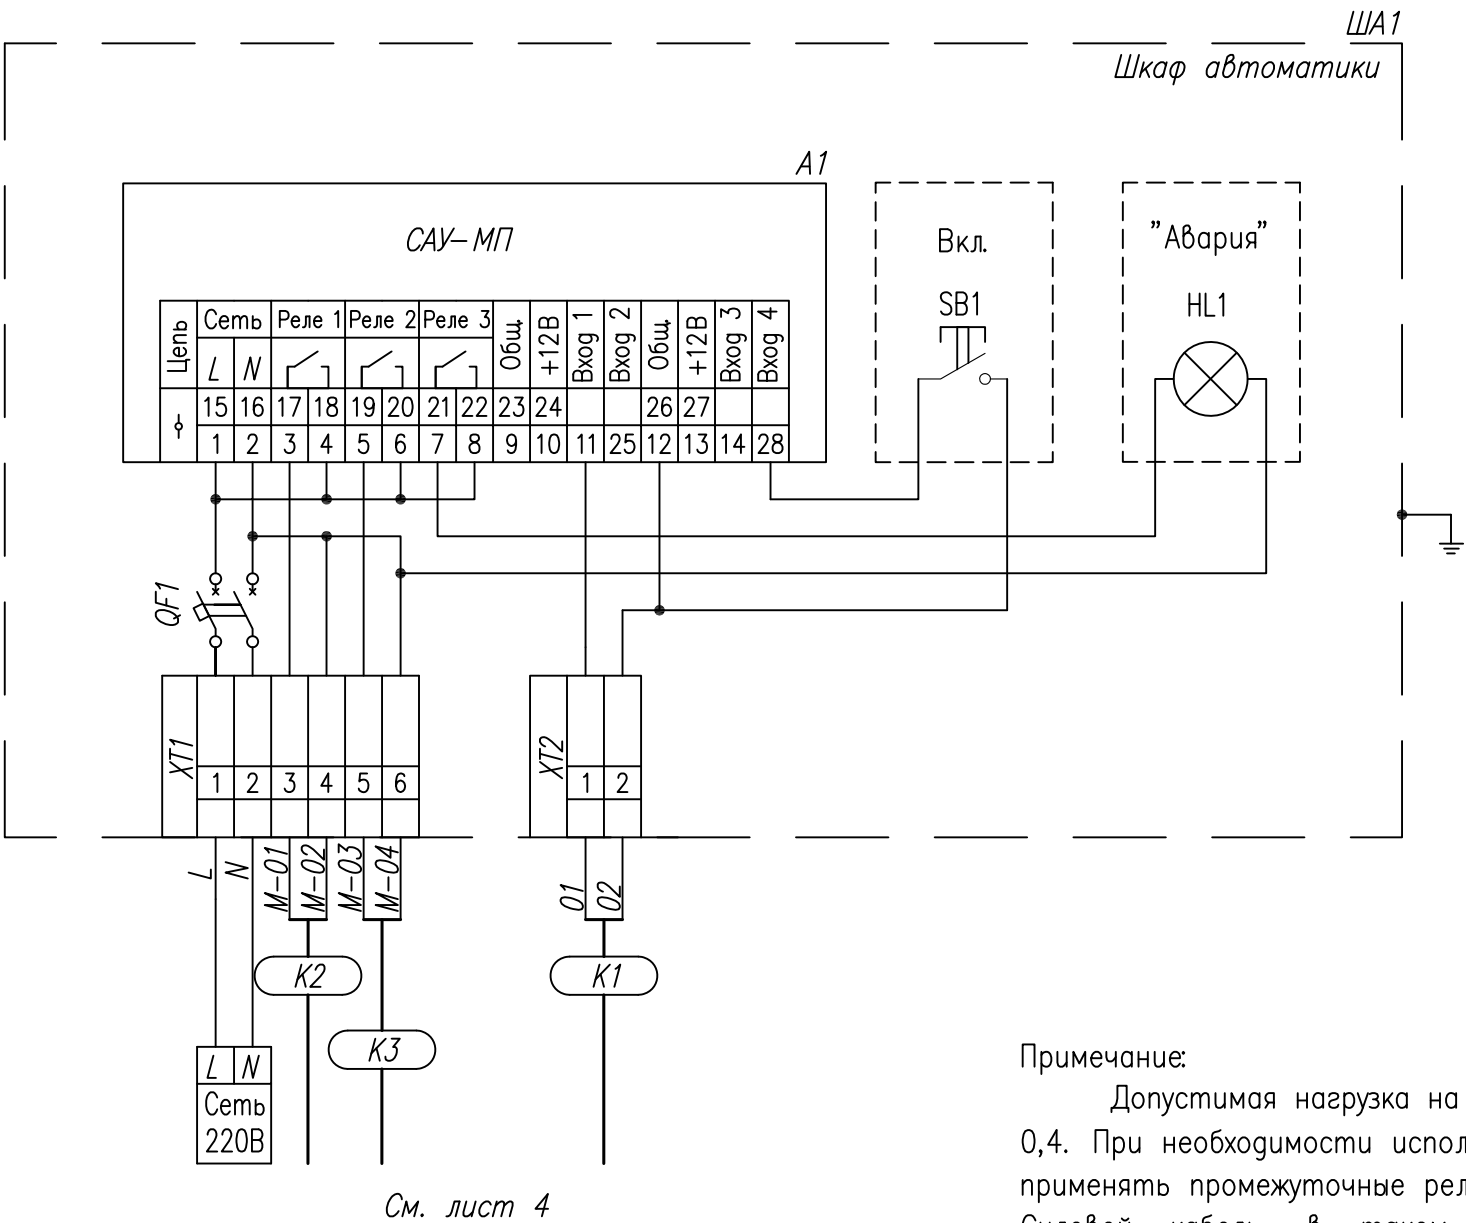 ША1
Шкаф автоматики
А1
САУ-МП
Вкл.
SB1
"Авария"
HL1
Цепь
Сеть Реле 1 Реле 2 Реле 3
L N
Общ.
+12В
Вход 1
Вход 2
Общ.
+12В
Вход 3
Вход 4
15 16 17 18 19 20 21 22 23 24 26 27
1 2 3 4 5 6 7 8 9 10 11 25 12 13 14 28
QF1
XT1
1 2 3 4 5 6
XT2
1 2
L
N
М-01
М-02
М-03
М-04
01
02
К2
К1
К3
L N
Сеть
220В
См. лист 4
Примечание:
Допустимая нагрузка на
0,4. При необходимости испол
применять промежуточные рел